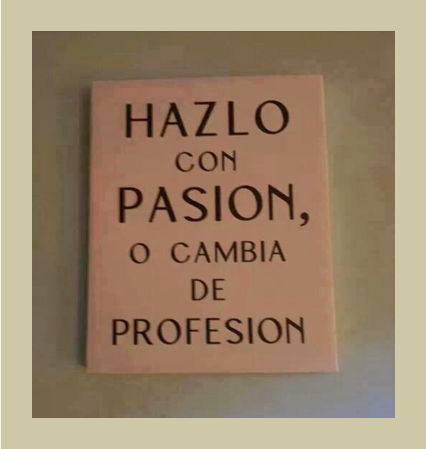 HAZLO
CON
PASION,
O CAMBIA
DE
PROFESION